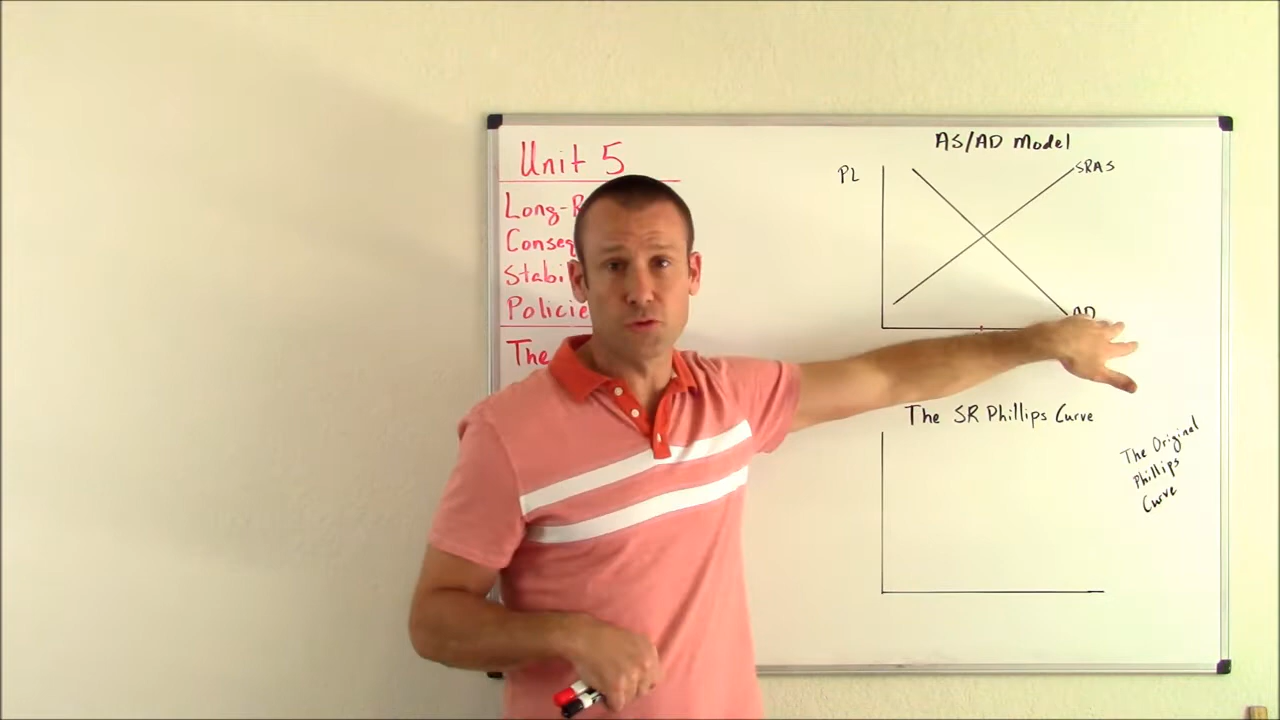 Unit 5
Long-R
Conseq
Stabi
Policie
The
AS/AD Model
PL
SRAS
AD
The SR Phillips Curve
The Original
Phillips
Curve